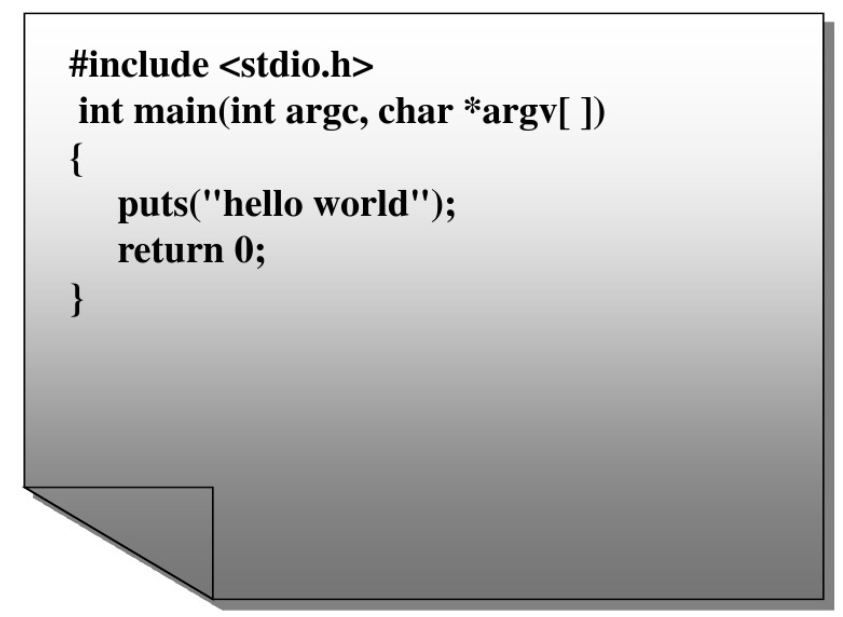 #include <stdio.h>
int main(int argc, char *argv[ ])
{
puts("hello world");
return 0;
}